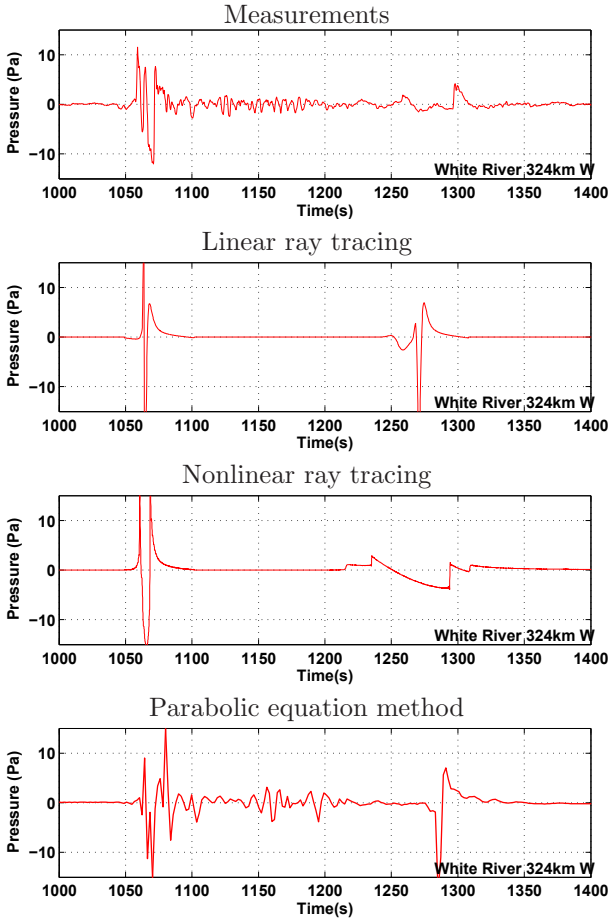 Measurements
10
0
−10
Pressure (Pa)
White River 324km W
1000 1050 1100 1150 1200 1250 1300 1350 1400
Time(s)
Linear ray tracing
10
0
−10
Pressure (Pa)
White River 324km W
1000 1050 1100 1150 1200 1250 1300 1350 1400
Time(s)
Nonlinear ray tracing
10
0
−10
Pressure (Pa)
White River 324km W
1000 1050 1100 1150 1200 1250 1300 1350 1400
Time(s)
Parabolic equation method
10
0
−10
Pressure (Pa)
White River 324km W
1000 1050 1100 1150 1200 1250 1300 1350 1400
Time(s)